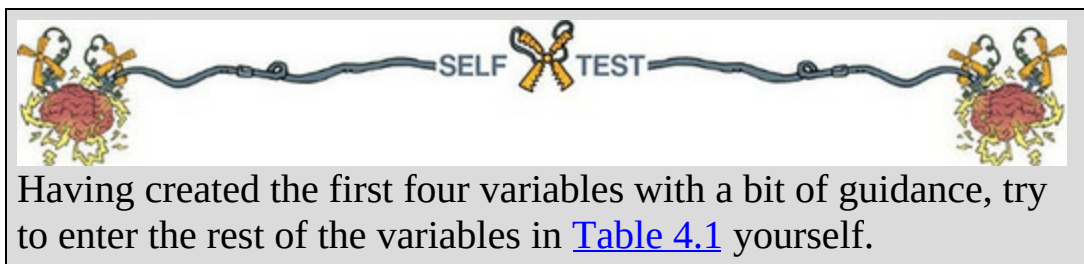 SELF TEST
Having created the first four variables with a bit of guidance, try
to enter the rest of the variables in Table 4.1 yourself.